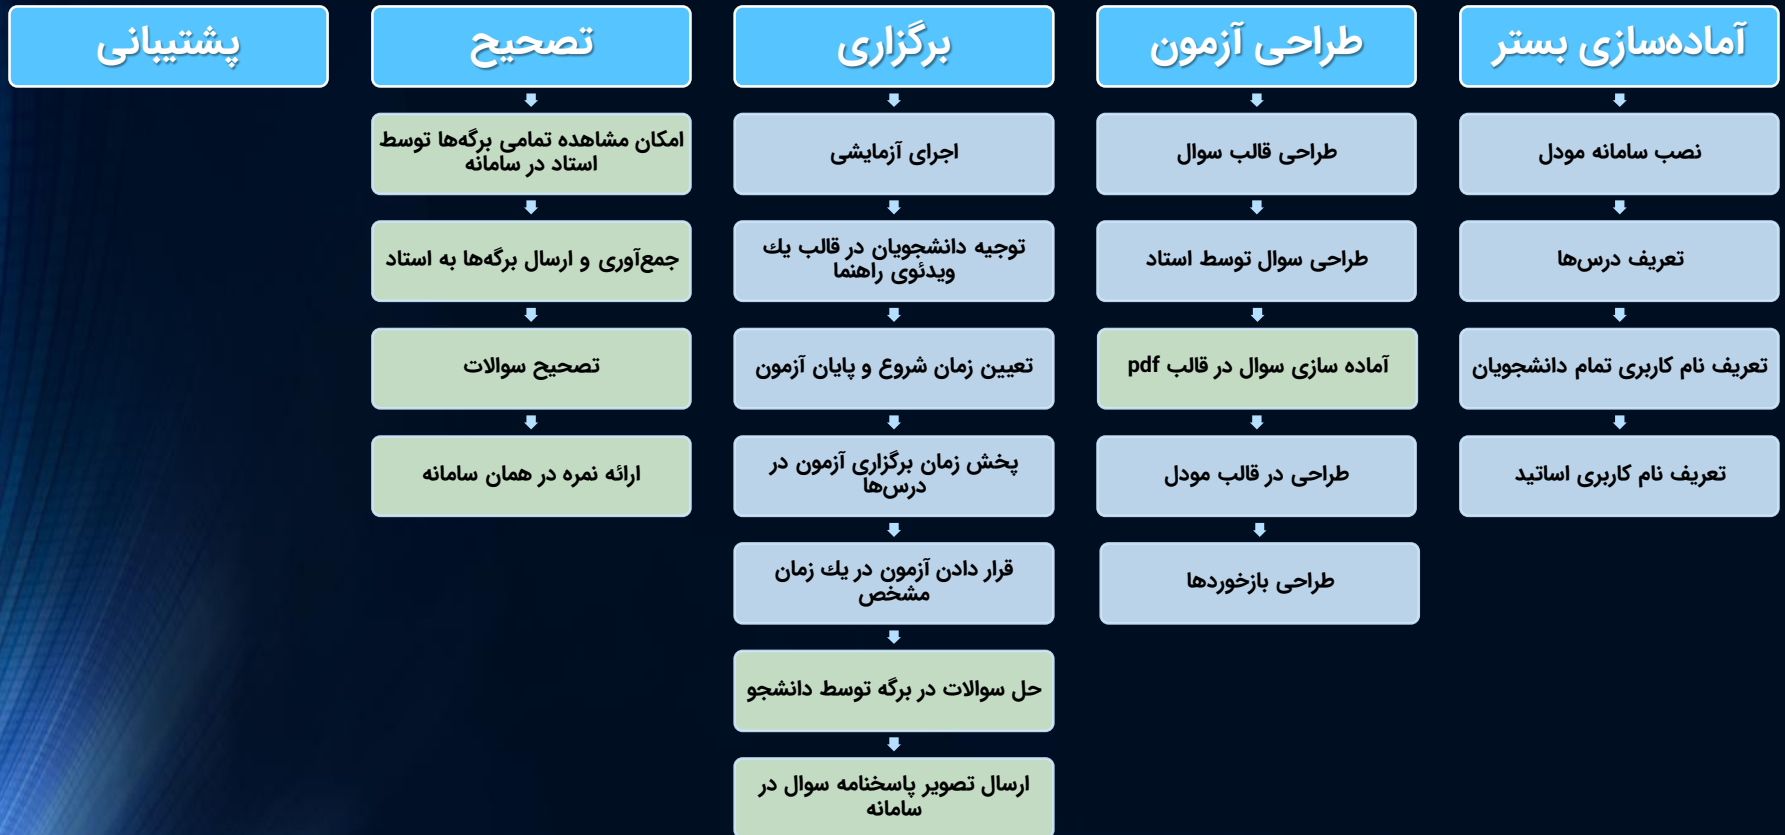 آماده‌سازی بستر
نصب سامانه مودل
تعریف درس‌ها
تعریف نام کاربری تمام دانشجویان
تعریف نام کاربری اساتید
طراحی آزمون
طراحی قالب سوال
طراحی سوال توسط استاد
آماده سازی سوال در قالب pdf
طراحی در قالب مودل
طراحی بازخوردها
برگزاری
اجرای آزمایشی
توجیه دانشجویان در قالب یك
ویدئوی راهنما
تعیین زمان شروع و پایان آزمون
پخش زمان برگزاری آزمون در
درس‌ها
قرار دادن آزمون در یك زمان
مشخص
حل سوالات در برگه توسط دانشجو
ارسال تصویر پاسخنامه سوال در
سامانه
تصحیح
امکان مشاهده تمامی برگه‌ها توسط
استاد در سامانه
جمع‌آوری و ارسال برگه‌ها به استاد
تصحیح سوالات
ارائه نمره در همان سامانه
پشتیبانی